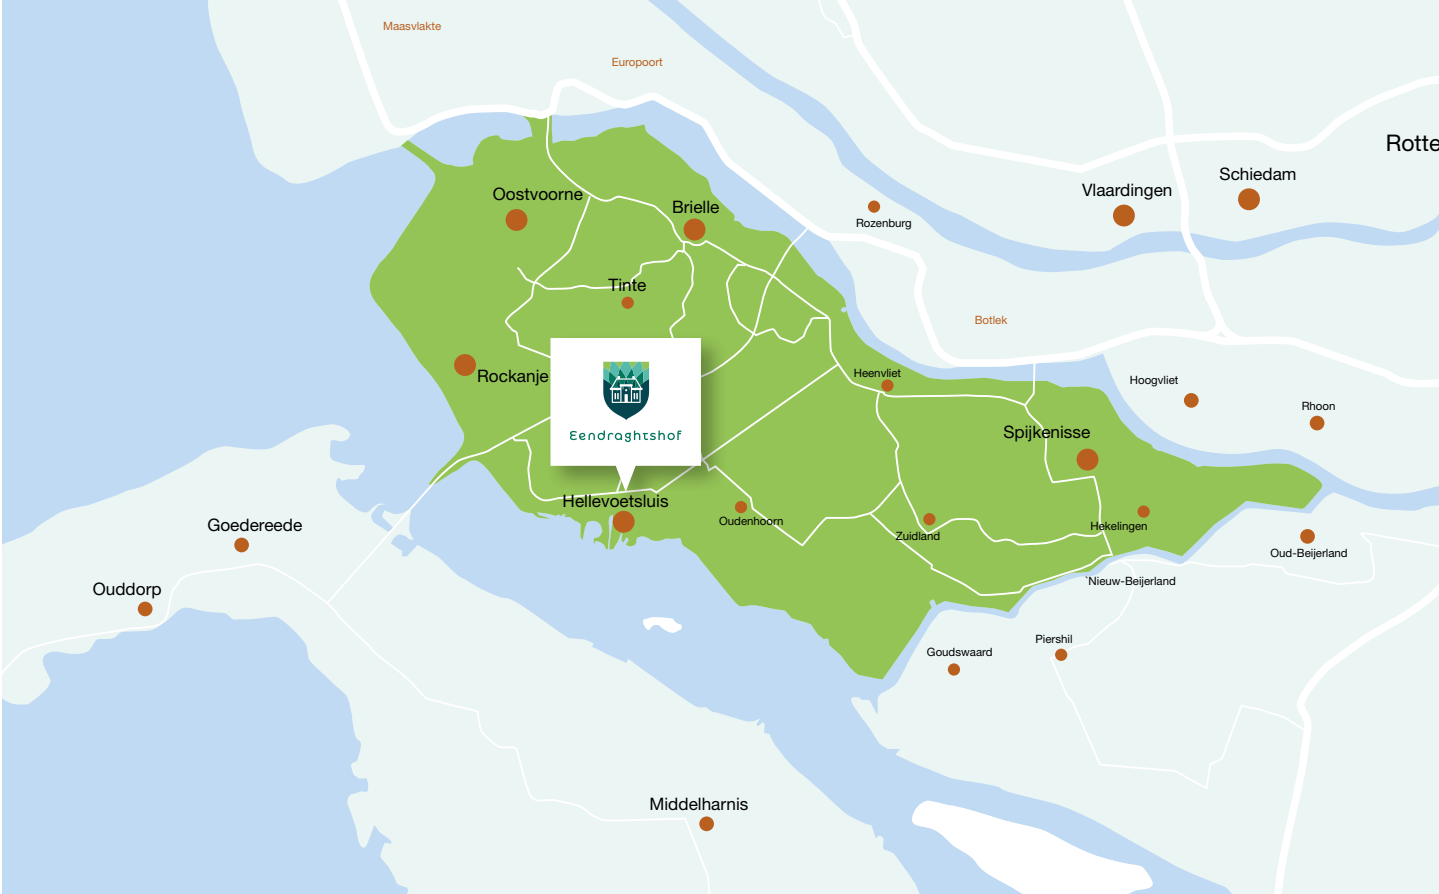 Maasvlakte
Europoort
Rotte
Schiedam
Vlaardingen
Oostvoorne
Brielle
Rozenburg
Tinte
Botlek
Rockanje
Heenvliet
Hoogvliet
Rhoon
Spijkenisse
Eendraghtshof
Hellevoetsluis
Oudenhoorn
Zuidland
Hekelingen
Goedereede
Oud-Beijerland
`Nieuw-Beijerland
Ouddorp
Piershil
Goudswaard
Middelharnis